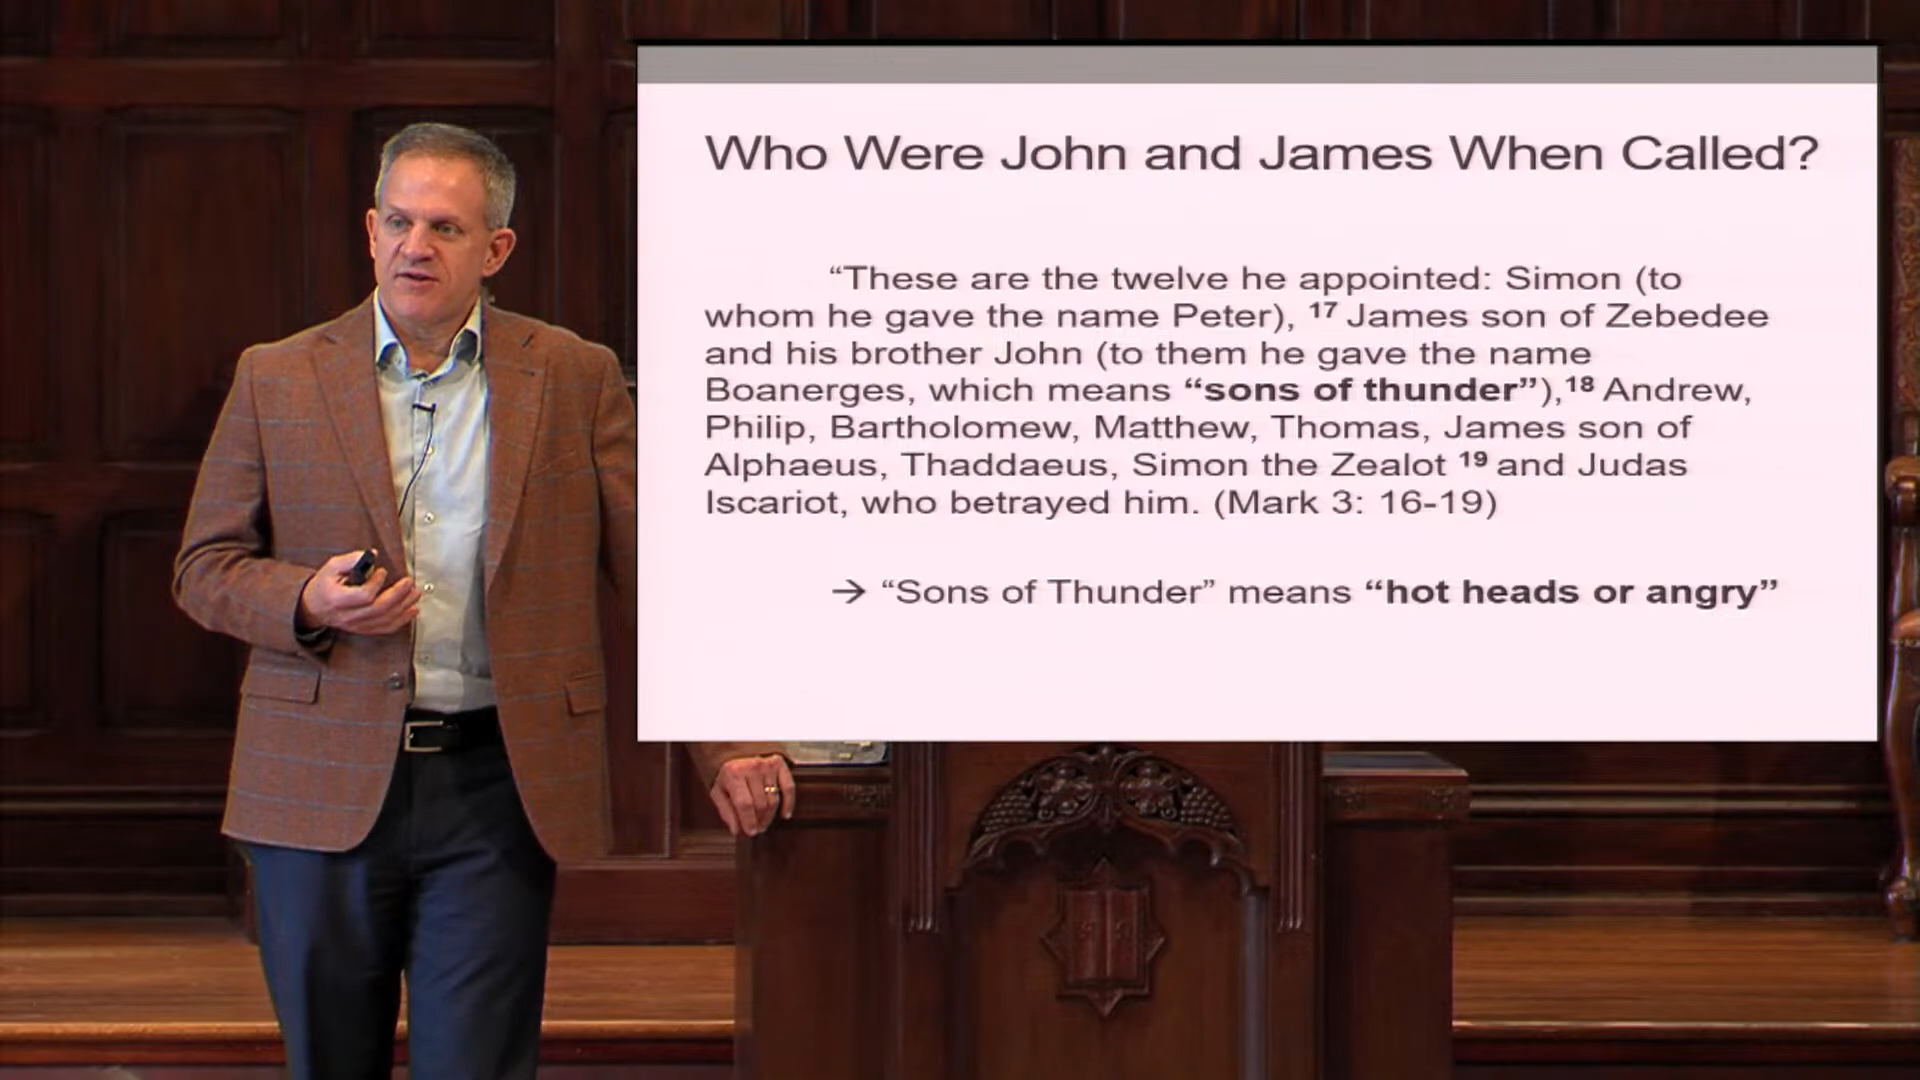 Who Were John and James When Called?
“These are the twelve he appointed: Simon (to
whom he gave the name Peter), 17 James son of Zebedee
and his brother John (to them he gave the name
Boanerges, which means “sons of thunder”),18 Andrew,
Philip, Bartholomew, Matthew, Thomas, James son of
Alphaeus, Thaddaeus, Simon the Zealot 19 and Judas
Iscariot, who betrayed him. (Mark 3: 16-19)
→ “Sons of Thunder” means “hot heads or angry”